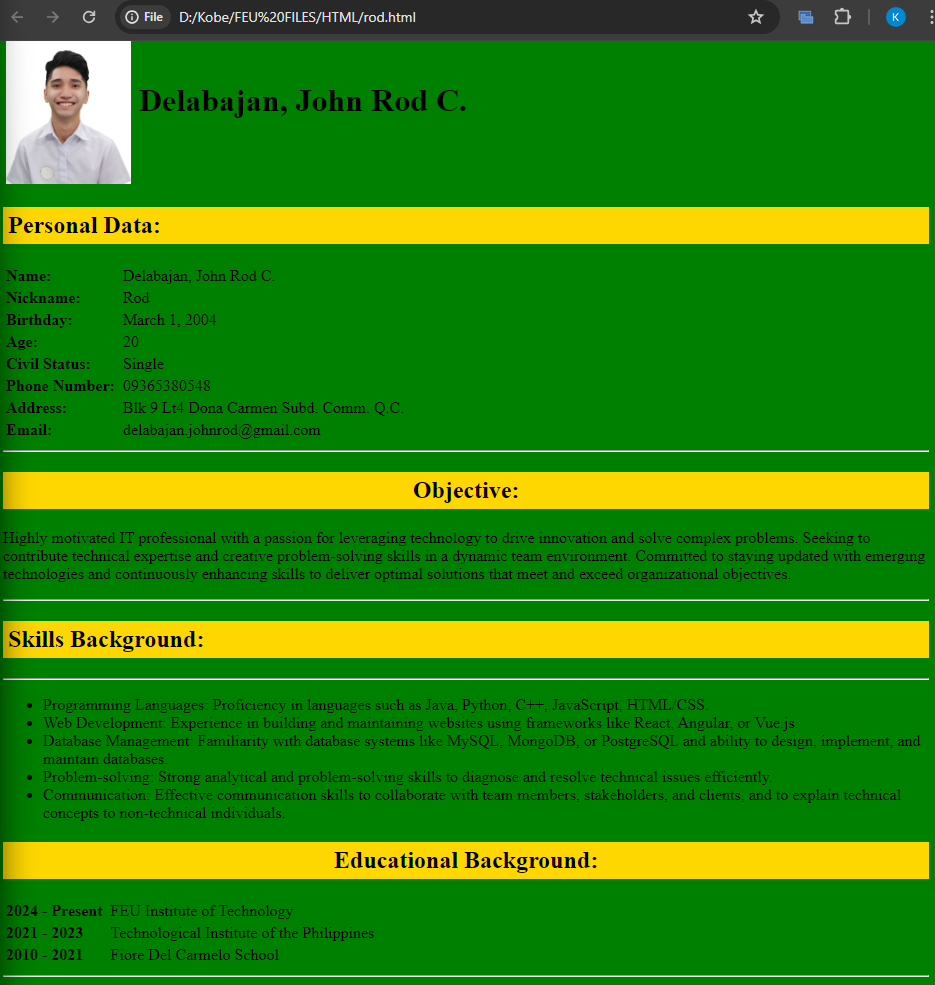 File D:/Kobe/FEU%20FILES/HTML/rod.html K
Delabajan, John Rod C.
Personal Data:
Name: Delabajan, John Rod C.
Nickname: Rod
Birthday: March 1, 2004
Age: 20
Civil Status: Single
Phone Number: 09365380548
Address: Blk 9 Lt4 Dona Carmen Subd. Comm. Q.C.
Email: delabajan.johnrod@gmail.com
Objective:
Highly motivated IT professional with a passion for leveraging technology to drive innovation and solve complex problems. Seeking to
contribute technical expertise and creative problem-solving skills in a dynamic team environment. Committed to staying updated with emerging
technologies and continuously enhancing skills to deliver optimal solutions that meet and exceed organizational objectives.
Skills Background:
• Programming Languages: Proficiency in languages such as Java, Python, C++, JavaScript, HTML/CSS.
• Web Development: Experience in building and maintaining websites using frameworks like React, Angular, or Vue.js.
• Database Management: Familiarity with database systems like MySQL, MongoDB, or PostgreSQL and ability to design, implement, and
maintain databases.
• Problem-solving: Strong analytical and problem-solving skills to diagnose and resolve technical issues efficiently.
• Communication: Effective communication skills to collaborate with team members, stakeholders, and clients, and to explain technical
concepts to non-technical individuals.
Educational Background:
2024 - Present FEU Institute of Technology
2021 - 2023 Technological Institute of the Philippines
2010 - 2021 Fiore Del Carmelo School